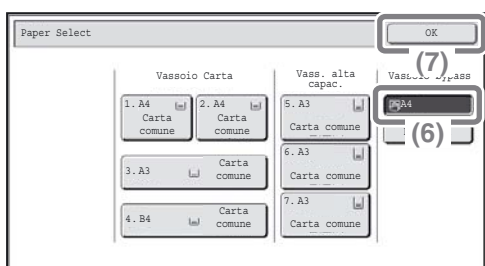 Paper Select
OK
(7)
Vassoio Carta
Vass. alta
capac.
Vassoio Bypass
1. A4
Carta
comune
2. A4
Carta
comune
5. A3
Carta comune
A4
(6)
3. A3
Carta
comune
6. A3
Carta comune
4. B4
Carta
comune
7. A3
Carta comune